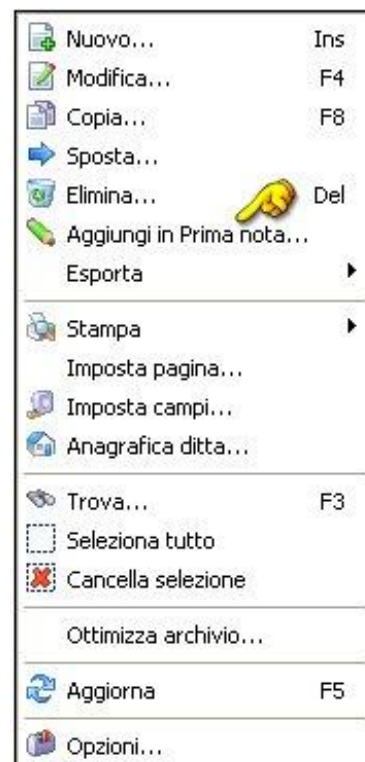 Nuovo... Ins
Modifica... F4
Copia... F8
Sposta...
Elimina... Del
Aggiungi in Prima nota...
Esporta
Stampa
Imposta pagina...
Imposta campi...
Anagrafica ditta...
Trova... F3
Seleziona tutto
Cancella selezione
Ottimizza archivio...
Aggiorna F5
Opzioni...